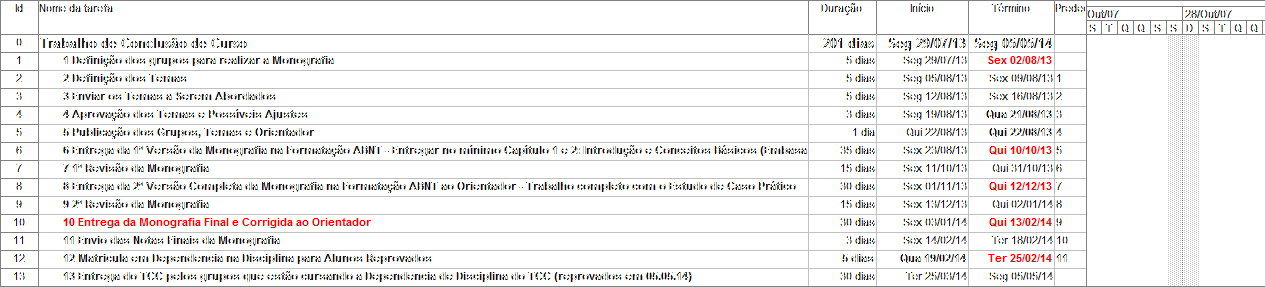 Id Nome da tarefa Duração Início Término Predec Out/07 28/Out/07
S T Q Q S S D S T Q Q
0 Trabalho de Conclusão de Curso 201 dias Seg 29/07/13 Seg 05/05/14
1 1 Definição dos grupos para realizar a Monografia 5 dias Seg 29/07/13 Sex 02/08/13
2 2 Definição dos Temas 5 dias Seg 05/08/13 Sex 09/08/13 1
3 3 Enviar os Temas a Serem Abordados 5 dias Seg 12/08/13 Sex 16/08/13 2
4 4 Aprovação dos Temas e Possíveis Ajustes 3 dias Seg 19/08/13 Qua 21/08/13 3
5 5 Publicação dos Grupos, Temas e Orientador 1 dia Qui 22/08/13 Qui 22/08/13 4
6 6 Entrega da 1ª Versão da Monografia na Formatação ABNT - Entregar no mínimo Capítulo 1 e 2: Introdução e Conceitos Básicos (Embasa 35 dias Sex 23/08/13 Qui 10/10/13 5
7 7 1ª Revisão da Monografia 15 dias Sex 11/10/13 Qui 31/10/13 6
8 8 Entrega da 2ª Versão Completa da Monografia na Formatação ABNT ao Orientador - Trabalho completo com o Estudo de Caso Prático 30 dias Sex 01/11/13 Qui 12/12/13 7
9 9 2ª Revisão da Monografia 15 dias Sex 13/12/13 Qui 02/01/14 8
10 10 Entrega da Monografia Final e Corrigida ao Orientador 30 dias Sex 03/01/14 Qui 13/02/14 9
11 11 Envio das Notas Finais da Monografia 3 dias Sex 14/02/14 Ter 18/02/14 10
12 12 Matrícula em Dependencia na Disciplina para Alunos Reprovados 5 dias Qua 19/02/14 Ter 25/02/14 11
13 13 Entrega do TCC pelos grupos que estão cursando a Dependencia de Disciplina do TCC (reprovados em 05.05.14) 30 dias Ter 25/03/14 Seg 05/05/14